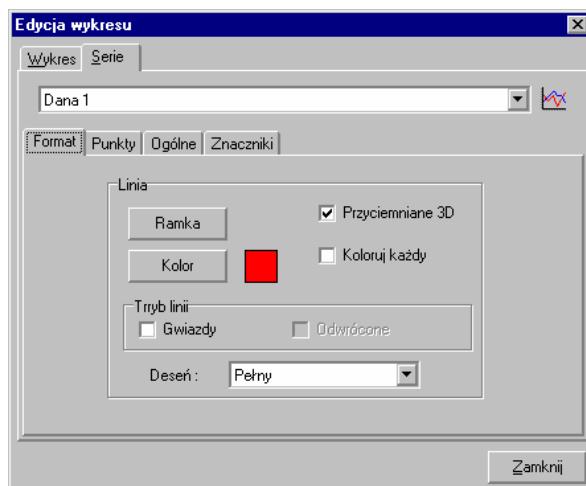 Edycja wykresu
Wykres Serie
Dana 1
Format Punkty Ogólne Znaczniki
Linia
Ramka
Przyciemniane 3D
Kolor
Koloruj każdy
Trryb linii
Gwiazdy Odwrócone
Deseń : Pełny
Zamknij